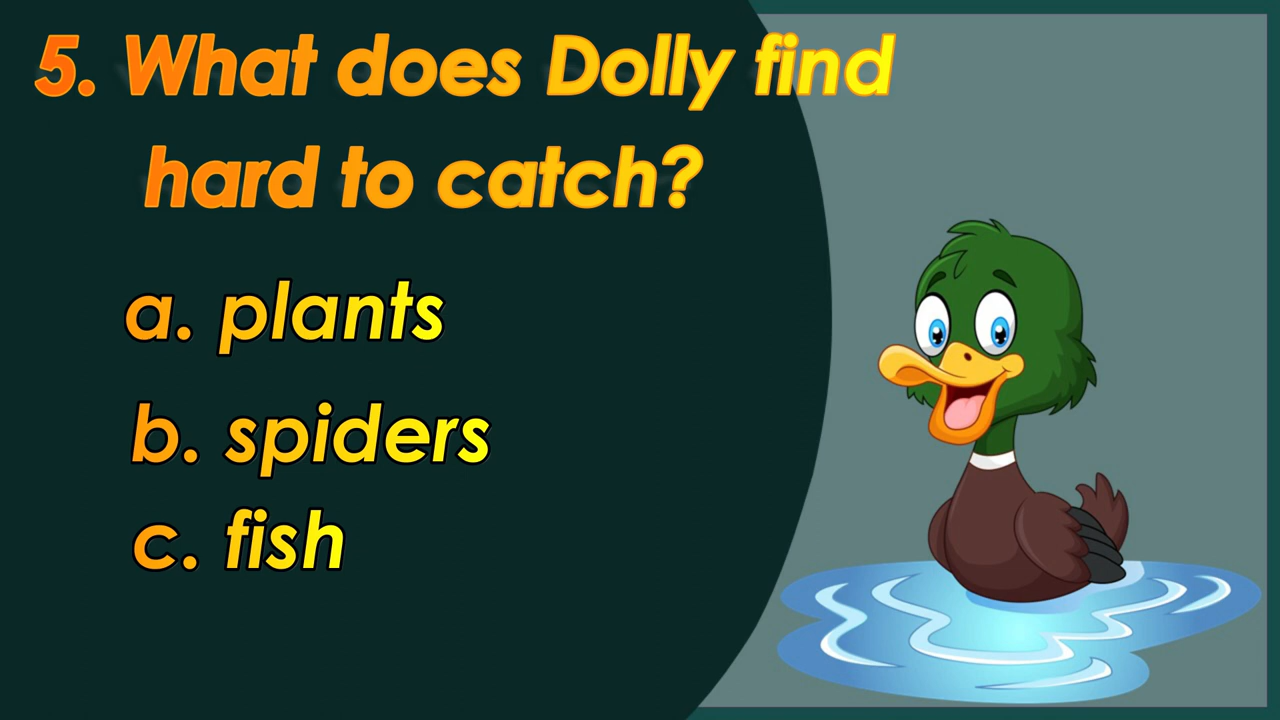 5. What does Dolly find
hard to catch?
a. plants
b. spiders
c. fish